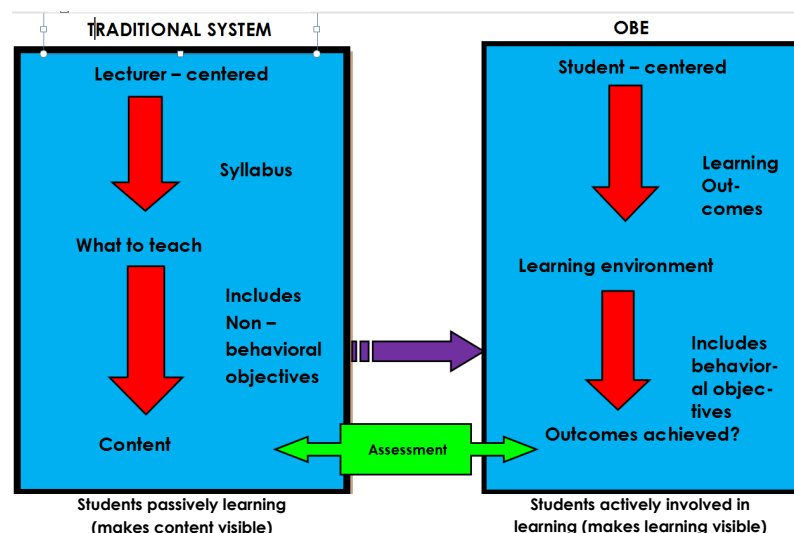 TRADITIONAL SYSTEM
Lecturer – centered
Syllabus
What to teach
Includes
Non –
behavioral
objectives
Content
Students passively learning
(makes content visible)
Assessment
OBE
Student – centered
Learning
Out-
comes
Learning environment
Includes
behavior-
al objec-
tives
Outcomes achieved?
Students actively involved in
learning (makes learning visible)